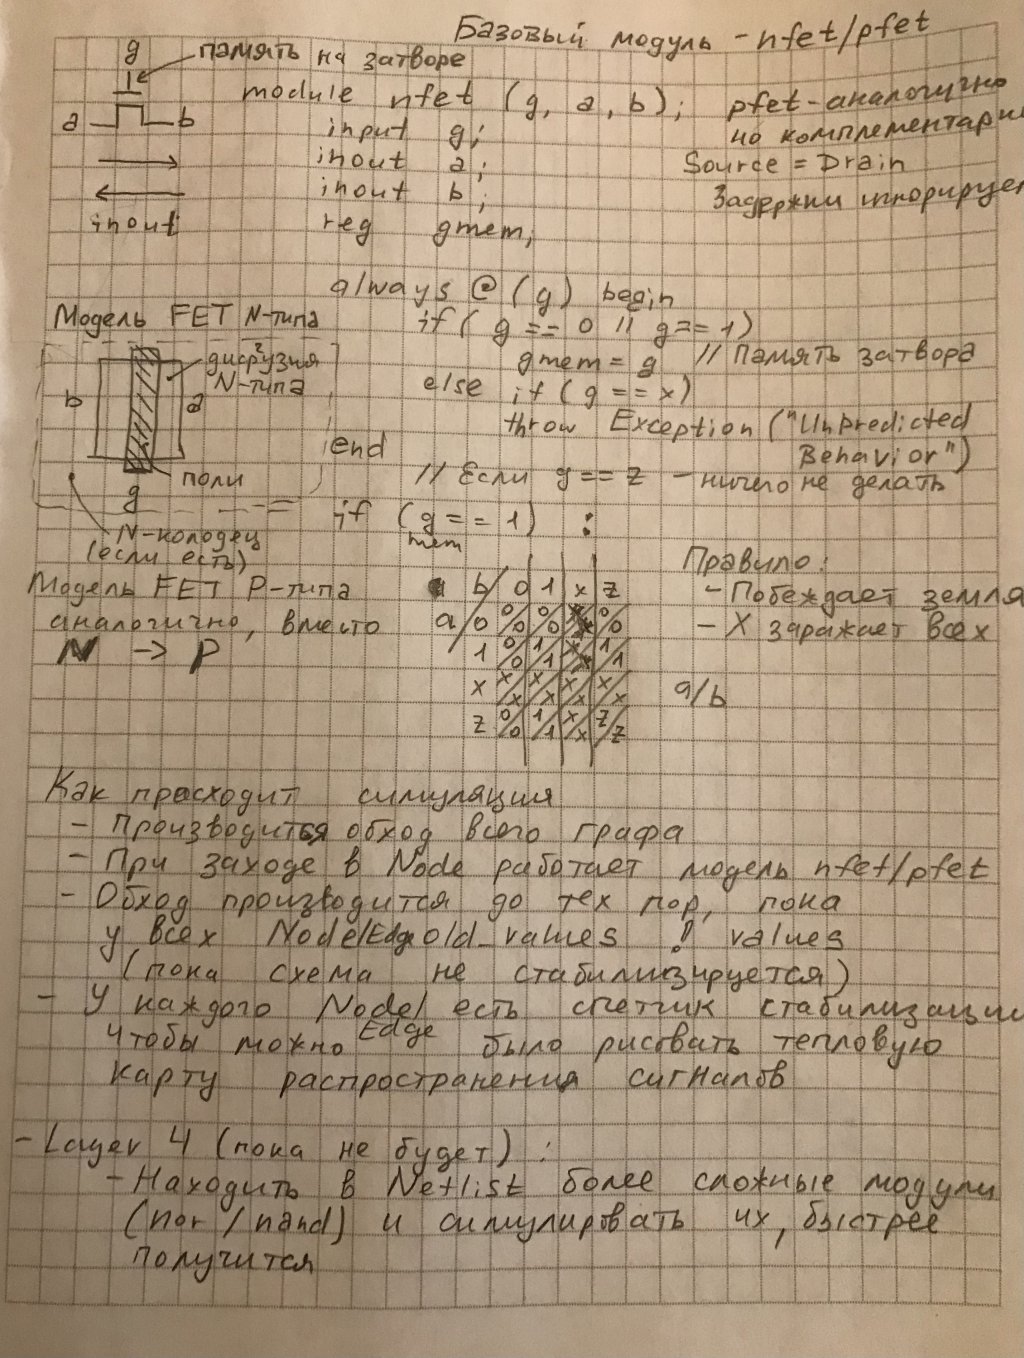 Базовый модуль - nfet/pfet
g
память на затворе
module nfet (g, a, b);
pfet-аналогично
но комплементарно
a b
input g;
inout a;
Source = Drain
inout b;
Задержки игнорирует
inout
reg gmem;
always @ (g) begin
Модель FET N-типа
if ( g == 0 || g == 1)
gmem = g // Память затвора
диффузия
N-типа
b a
else if ( g == x )
throw Exception ("Unpredicted
Behavior")
end
поли
// Если g == z - ничего не делать
g
if (gmem == 1) :
N-колодец
(если есть)
Модель FET P-типа
аналогично, вместо
N → P
Правило:
- Побеждает земля
- X заражает всех
b/ 0 1 x z
a/ 0 0/0 0/0 x/x 0/0
1 0/0 1/1 x/x 1/1
x x/x x/x x/x x/x
z 0/0 1/1 x/x z/z
a/b
Как просходит симуляция
- Производится обход всего графа
- При заходе в Node работает модель nfet/pfet
- Обход производится до тех пор, пока
у всех Node/Edge old_values ! values
(пока схема не стабилизируется)
- У каждого Node/Edge есть счетчик стабилизации
чтобы можно было рисвать тепловую
карту распространения сигналов
- Layer 4 (пока не будет) :
- Находить в Netlist более сложные модули
(nor / nand) и симулировать их, быстрее
получится